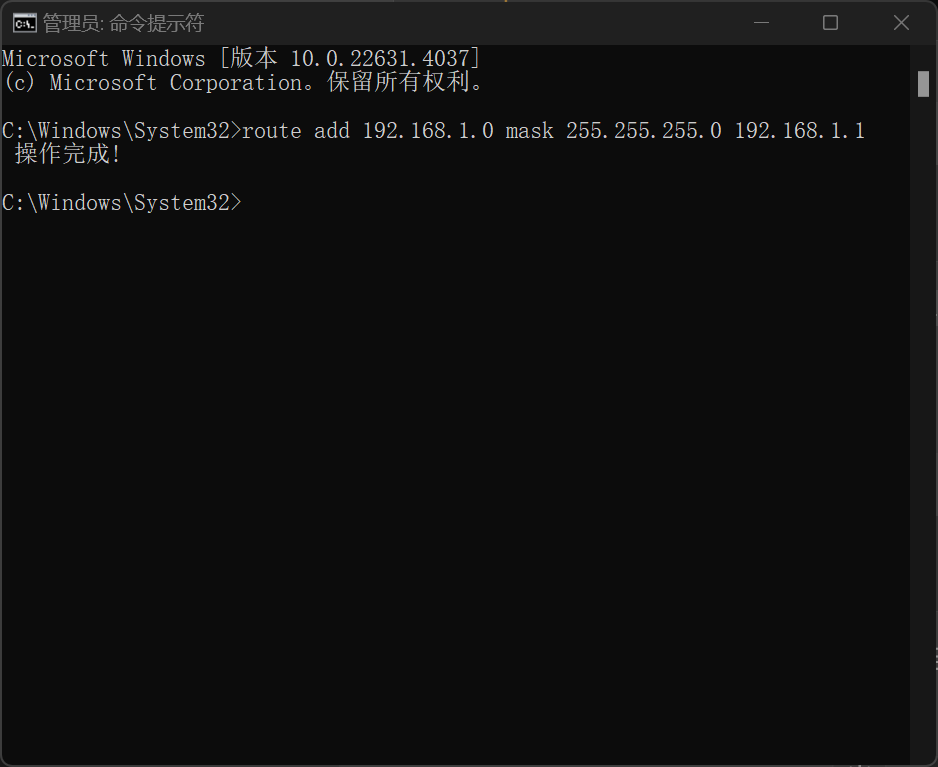 管理员: 命令提示符
Microsoft Windows [版本 10.0.22631.4037]
(c) Microsoft Corporation。保留所有权利。
C:\Windows\System32>route add 192.168.1.0 mask 255.255.255.0 192.168.1.1
操作完成!
C:\Windows\System32>